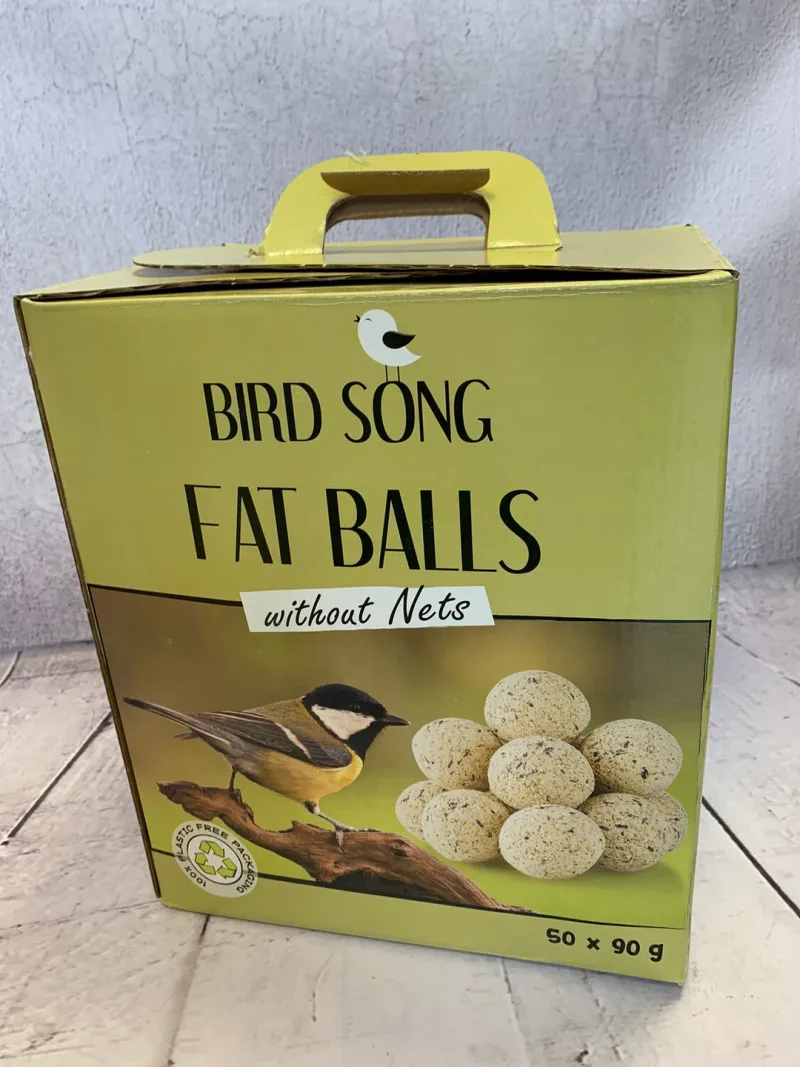 BIRD SONG
FAT BALLS
without Nets
100% PLASTIC FREE PACKAGING
50 x 90 g